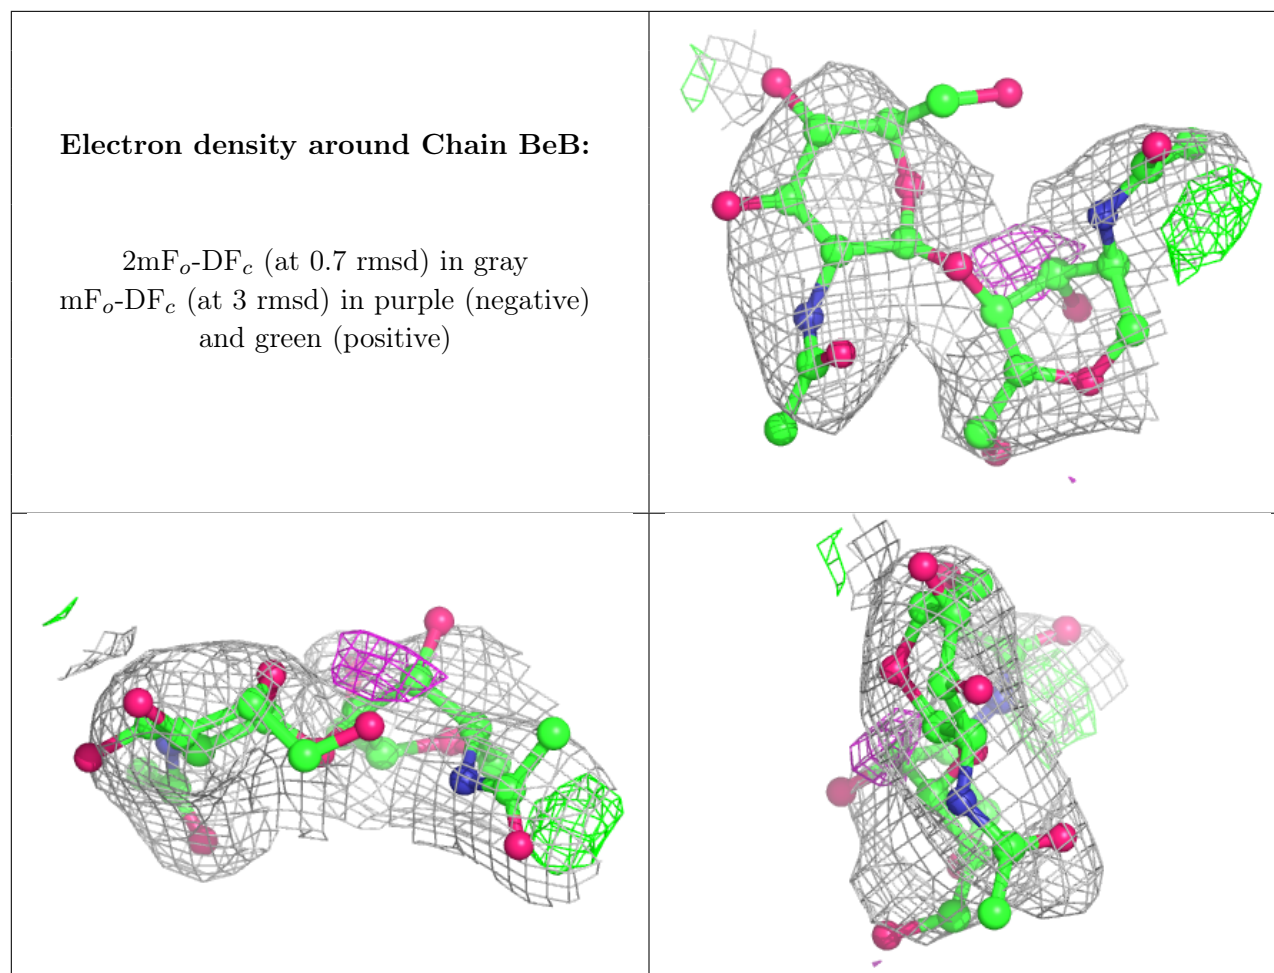 Electron density around Chain BeB:
2mFₒ-DF𝒸 (at 0.7 rmsd) in gray
mFₒ-DF𝒸 (at 3 rmsd) in purple (negative)
and green (positive)